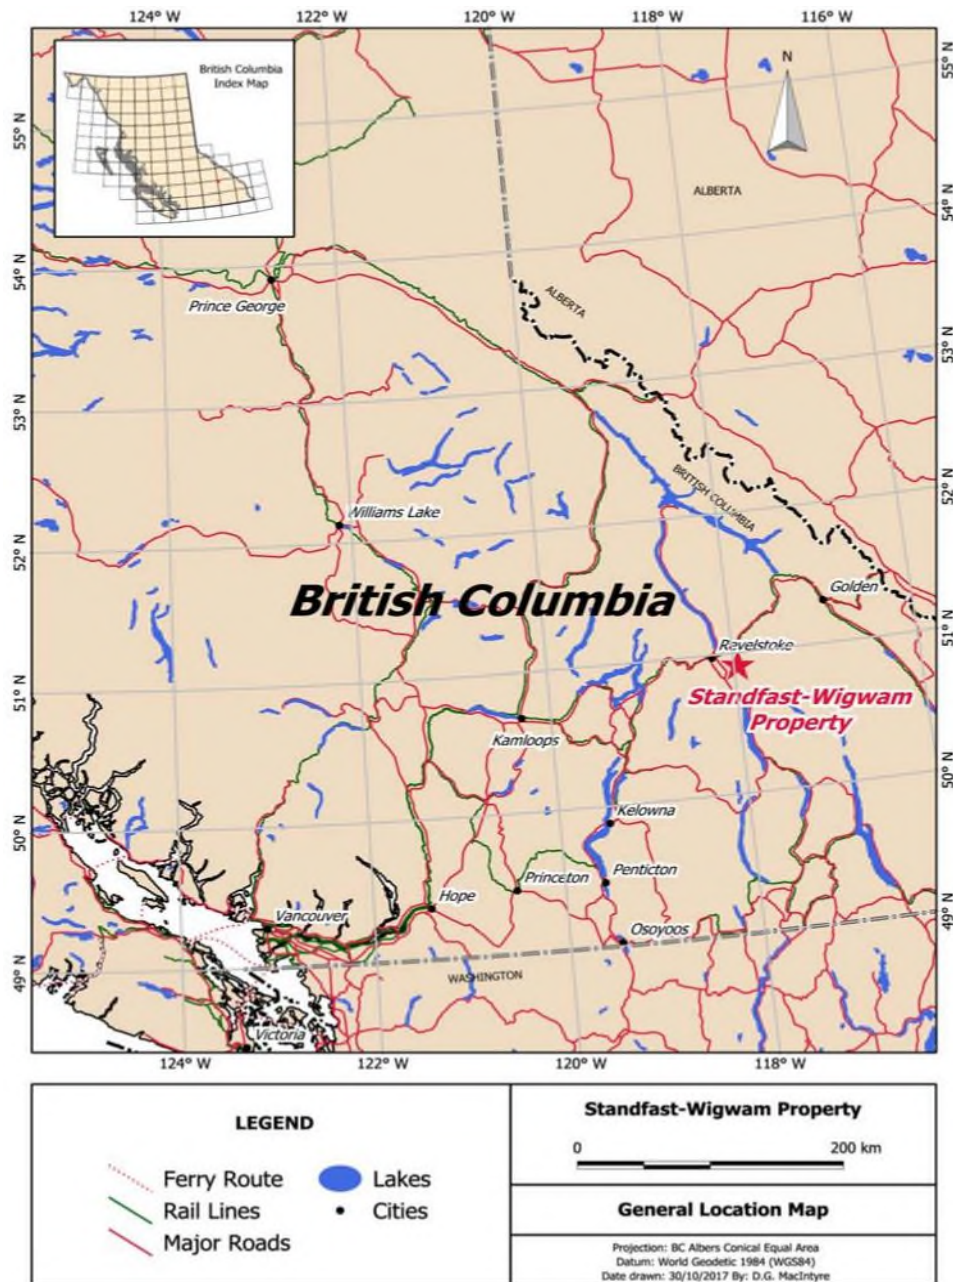 124° W 122° W 120° W 118° W 116° W
British Columbia
Index Map
N
55° N
55° N
ALBERTA
54° N
54° N
Prince George
ALBERTA
53° N
53° N
BRITISH COLUMBIA
52° N
Williams Lake
52° N
British Columbia
Golden
51° N
Revelstoke
51° N
Standfast-Wigwam
Property
Kamloops
50° N
Kelowna
50° N
Penticton
Princeton
Hope
Vancouver
Osoyoos
49° N
49° N
WASHINGTON
Victoria
124° W 122° W 120° W 118° W
LEGEND
Ferry Route
Lakes
Rail Lines
Cities
Major Roads
Standfast-Wigwam Property
0 200 km
General Location Map
Projection: BC Albers Conical Equal Area
Datum: World Geodetic 1984 (WGS84)
Date drawn: 30/10/2017 By: D.G. MacIntyre